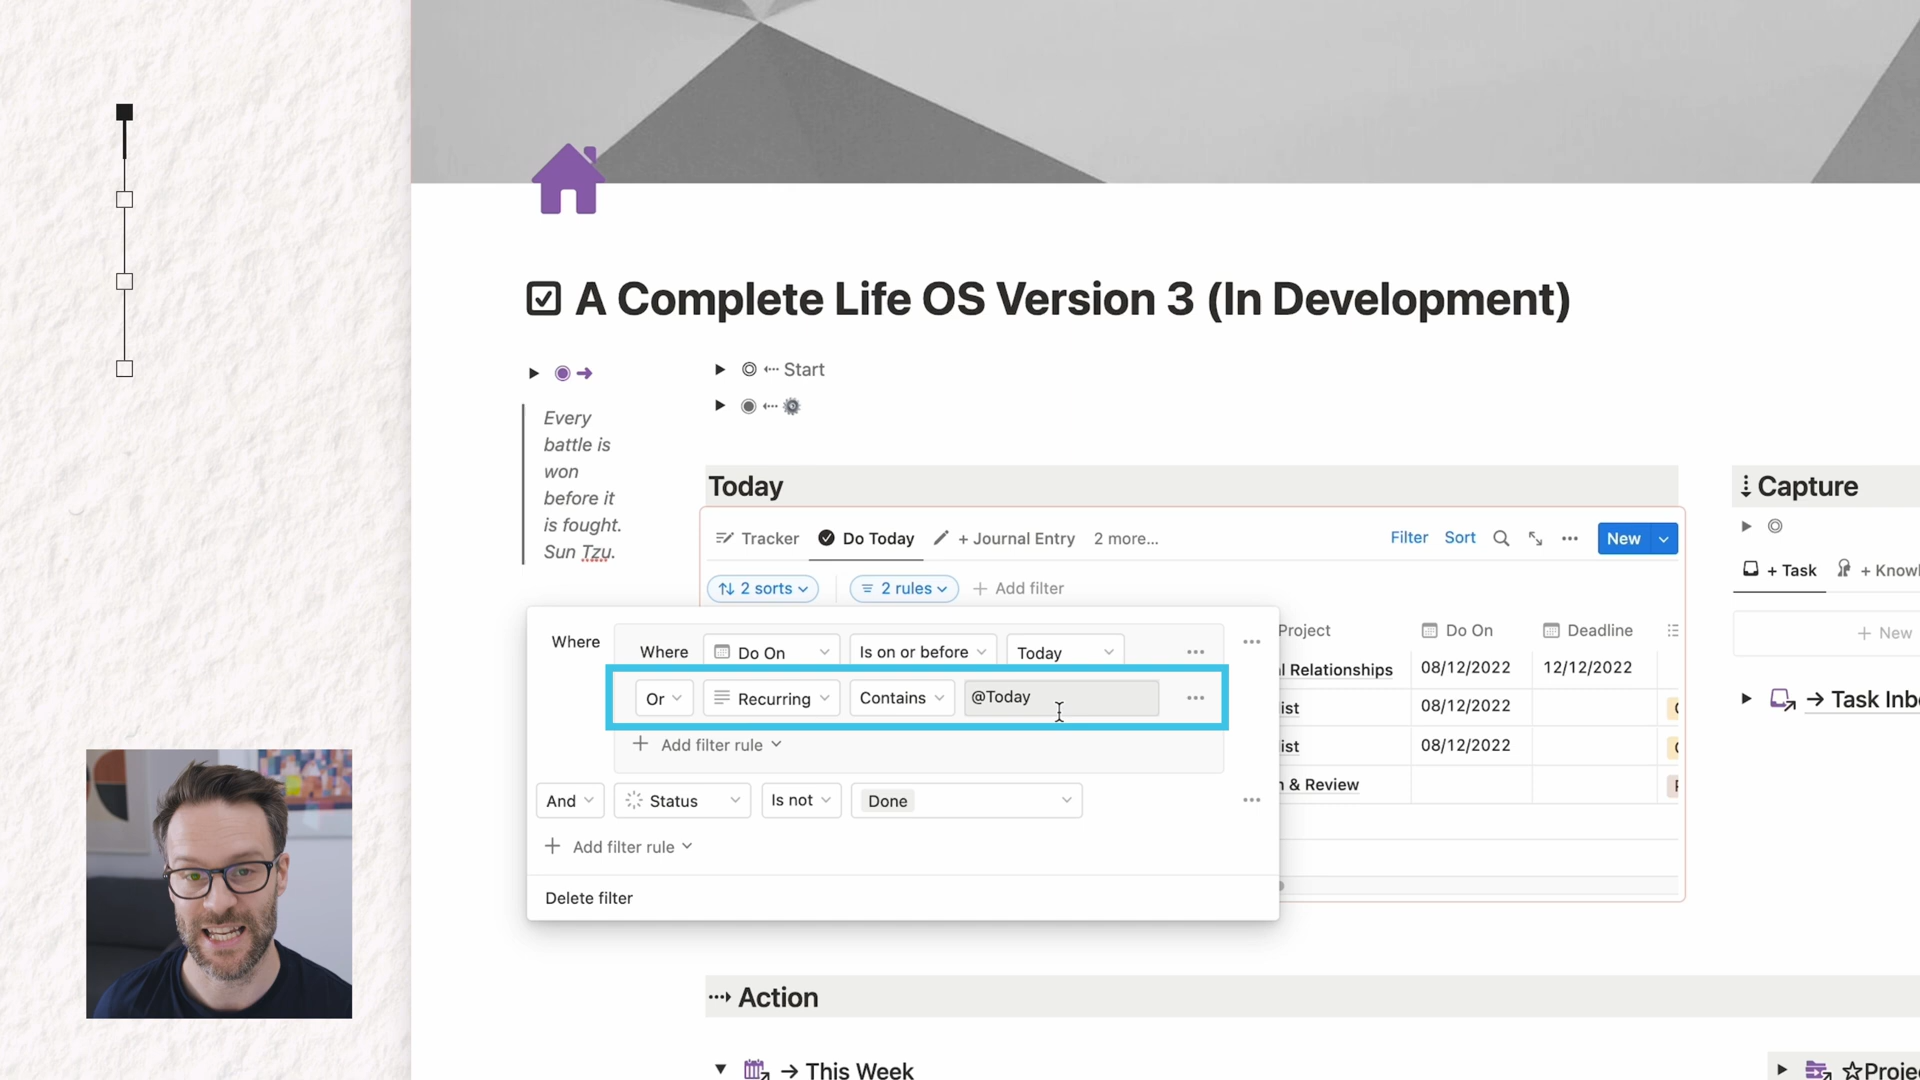 A Complete Life OS Version 3 (In Development)
Start
Every
battle is
won
before it
is fought.
Sun Tzu.
Today
Tracker
Do Today
+ Journal Entry
2 more...
Filter
Sort
New
2 sorts
2 rules
Add filter
Where
Where
Do On
Is on or before
Today
Or
Recurring
Contains
@Today
Add filter rule
And
Status
Is not
Done
Add filter rule
Delete filter
Project
Do On
Deadline
l Relationships
08/12/2022
12/12/2022
ist
08/12/2022
ist
08/12/2022
& Review
Capture
+ Task
+ Knowl
+ New
→ Task Inbo
Action
→ This Week
Projec